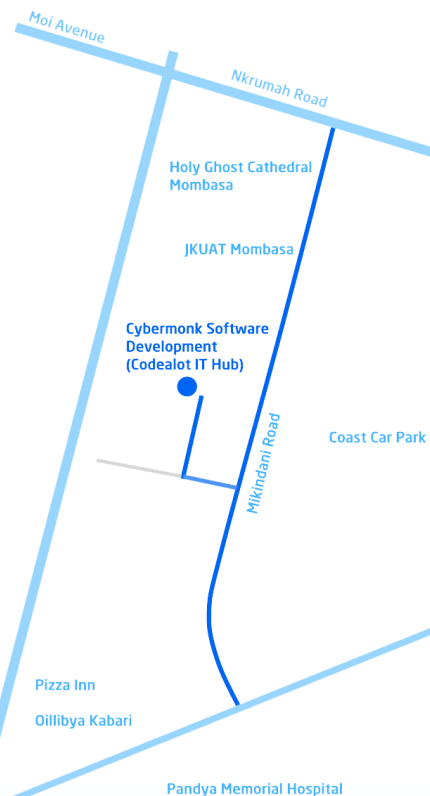 Moi Avenue
Nkrumah Road
Holy Ghost Cathedral
Mombasa
JKUAT Mombasa
Cybermonk Software
Development
(Codealot IT Hub)
Mikindani Road
Coast Car Park
Pizza Inn
Oillibya Kabari
Pandya Memorial Hospital